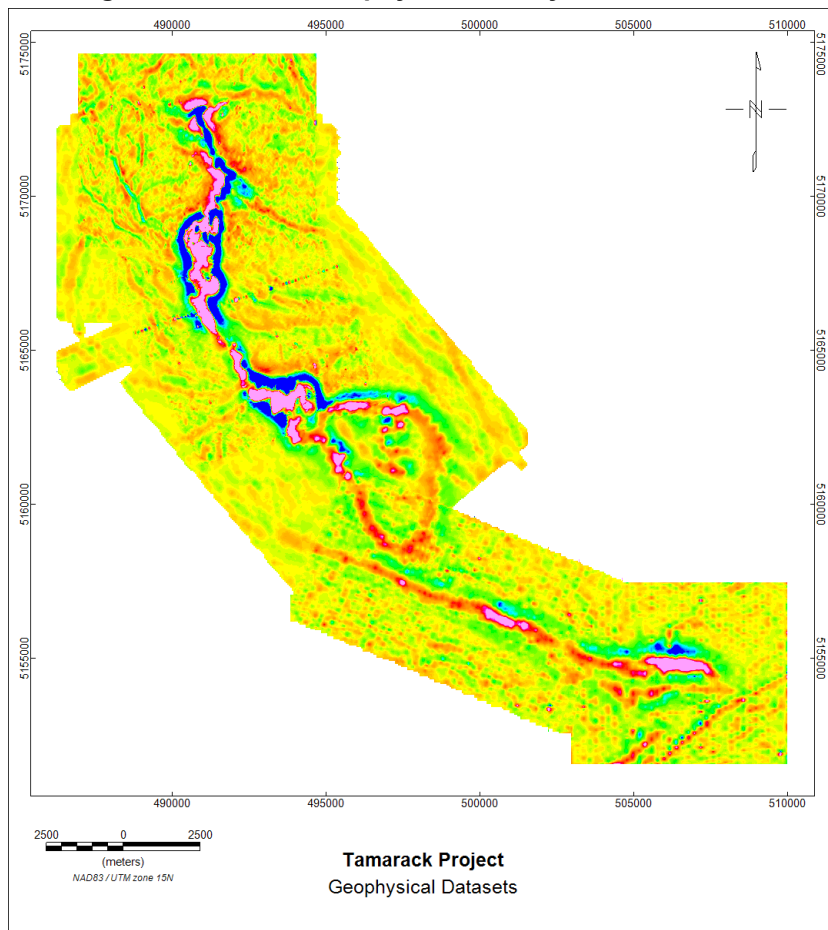 490000 495000 500000 505000 510000
5175000 5175000
N
5170000 5170000
5165000 5165000
5160000 5160000
5155000 5155000
490000 495000 500000 505000 510000
2500 0 2500
(meters)
NAD83 / UTM zone 15N
Tamarack Project
Geophysical Datasets